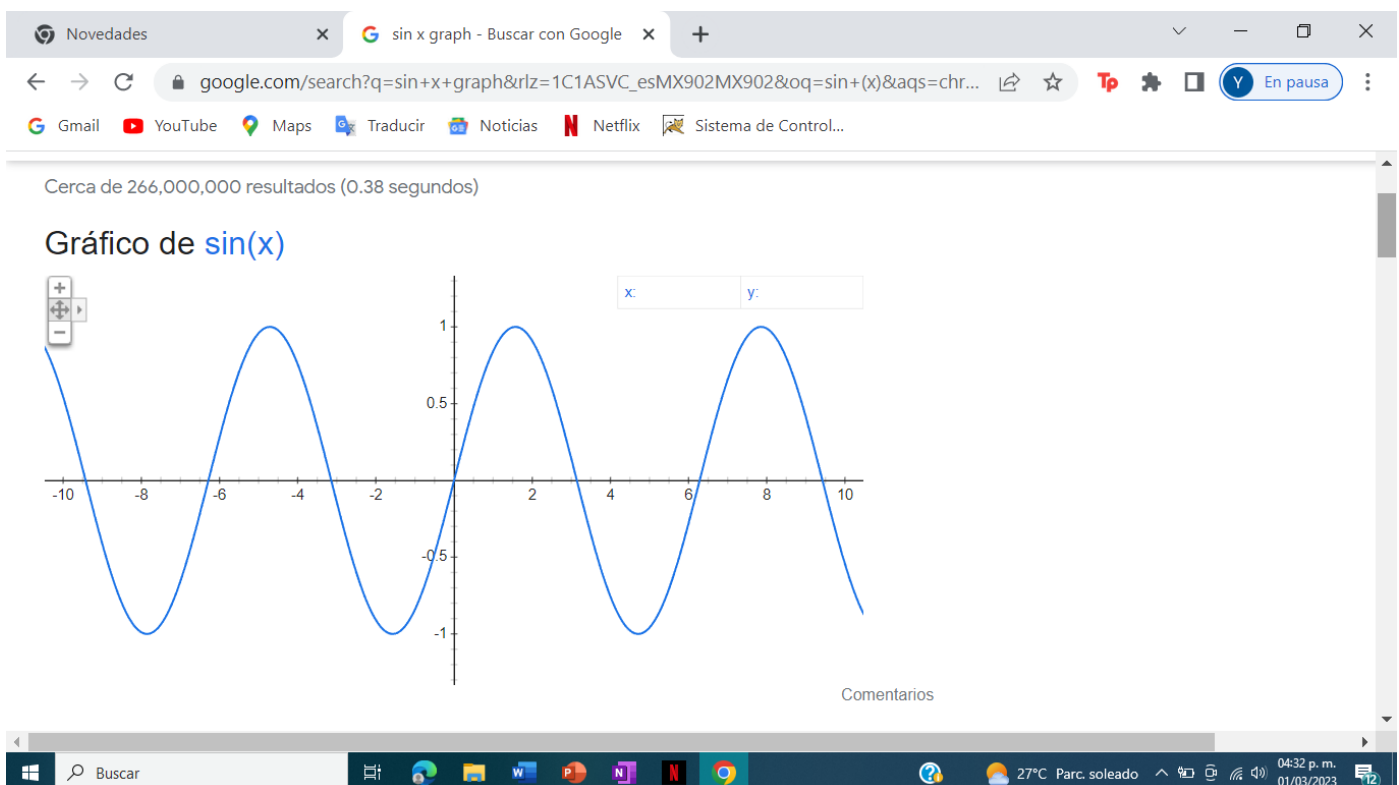 Novedades
sin x graph - Buscar con Google
google.com/search?q=sin+x+graph&rlz=1C1ASVC_esMX902MX902&oq=sin+(x)&aqs=chr...
Tp
Y En pausa
G Gmail YouTube Maps Traducir Noticias N Netflix Sistema de Control...
Cerca de 266,000,000 resultados (0.38 segundos)
Gráfico de sin(x)
x: y:
1
0.5
-10 -8 -6 -4 -2 2 4 6 8 10
-0.5
-1
Comentarios
Buscar
27°C Parc. soleado
04:32 p. m.
01/03/2023
12